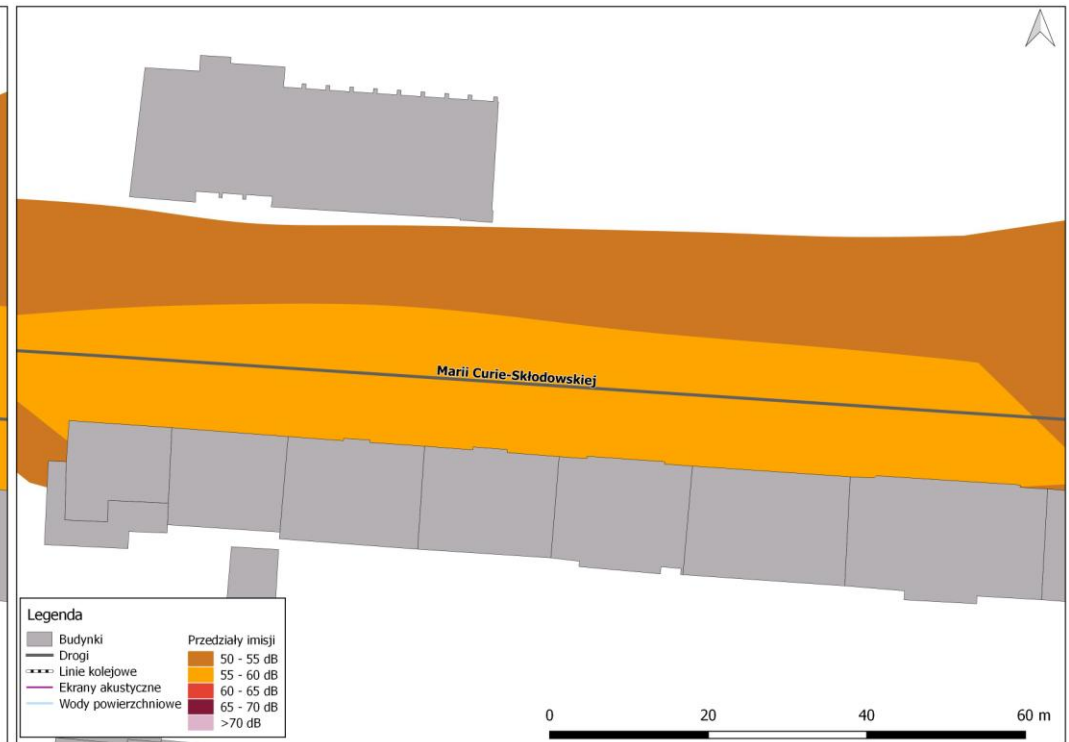 Marii Curie-Skłodowskiej
Legenda
Budynki
Drogi
Linie kolejowe
Ekrany akustyczne
Wody powierzchniowe
Przedziały imisji
50 - 55 dB
55 - 60 dB
60 - 65 dB
65 - 70 dB
>70 dB
0 20 40 60 m